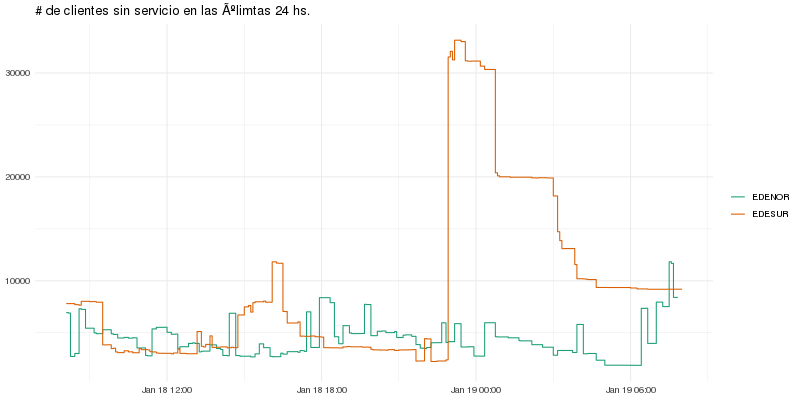 # de clientes sin servicio en las Ãºlimtas 24 hs.
30000
20000
10000
Jan 18 12:00
Jan 18 18:00
Jan 19 00:00
Jan 19 06:00
EDENOR
EDESUR